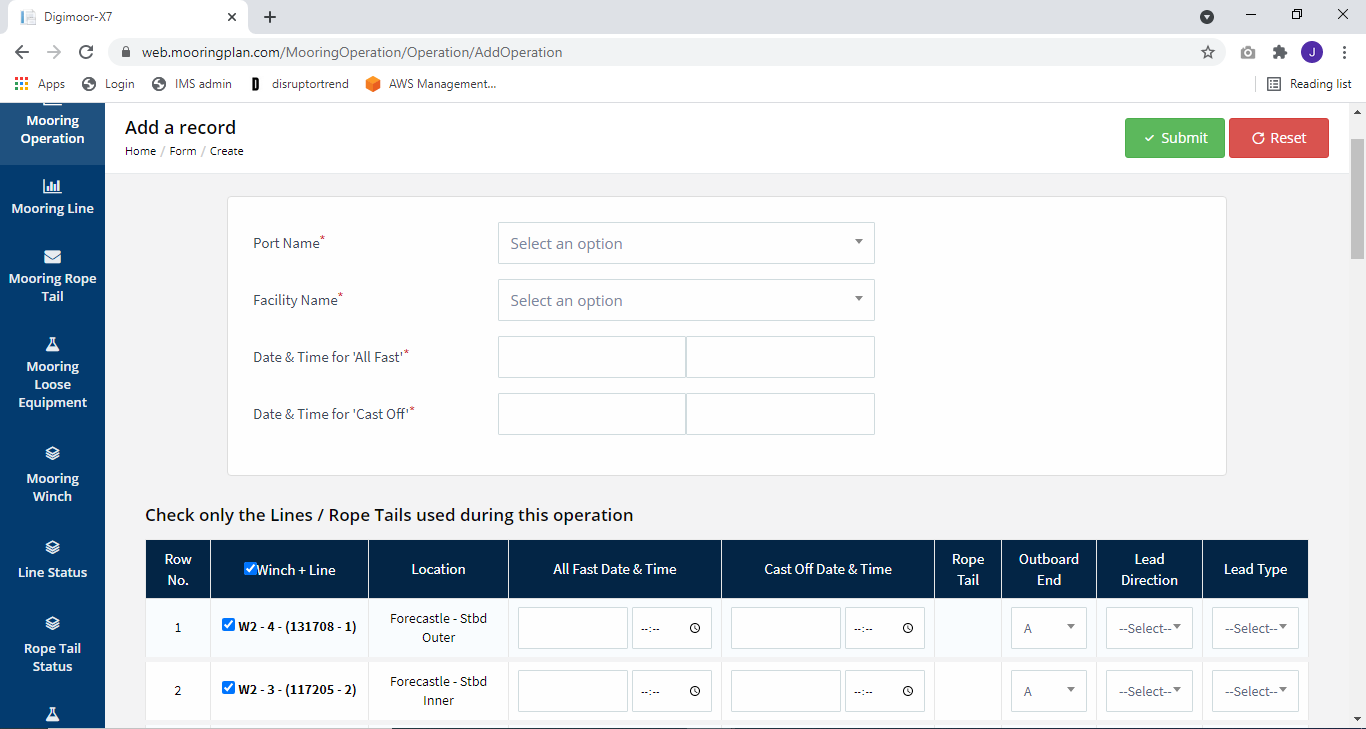 Digimoor-X7
web.mooringplan.com/MooringOperation/Operation/AddOperation
J
Apps
Login
IMS admin
D
disruptortrend
AWS Management...
Reading list
Mooring
Operation
Mooring Line
Mooring Rope
Tail
Mooring
Loose
Equipment
Mooring
Winch
Line Status
Rope Tail
Status
Add a record
Home / Form / Create
Submit
Reset
Port Name*
Select an option
Facility Name*
Select an option
Date & Time for 'All Fast'*
Date & Time for 'Cast Off'*
Check only the Lines / Rope Tails used during this operation
Row
No.
Winch + Line
Location
All Fast Date & Time
Cast Off Date & Time
Rope
Tail
Outboard
End
Lead
Direction
Lead Type
1
W2 - 4 - (131708 - 1)
Forecastle - Stbd
Outer
--:--
--:--
A
--Select--
--Select--
2
W2 - 3 - (117205 - 2)
Forecastle - Stbd
Inner
--:--
--:--
A
--Select--
--Select--